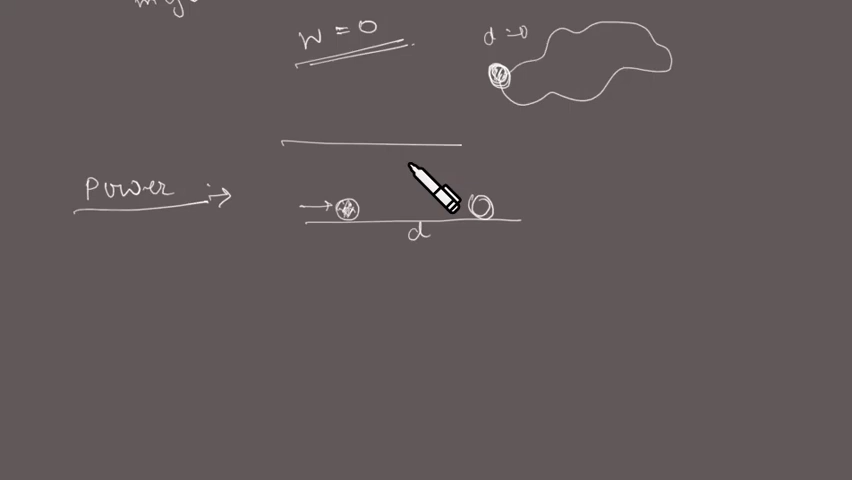 W = 0
d = 0
Power :→
d